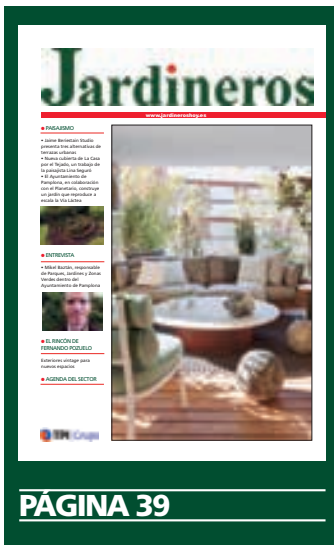 Jardineros
www.jardineroshoy.es
PAISAJISMO
• Jaime Beriestain Studio
presenta tres alternativas de
terrazas urbanas
• Nueva cubierta de La Casa
por el Tejado, un trabajo de
la paisajista Lina Seguró
• El Ayuntamiento de
Pamplona, en colaboración
con el Planetario, construye
un jardín que reproduce a
escala la Vía Láctea
ENTREVISTA
• Mikel Baztán, responsable
de Parques, Jardines y Zonas
Verdes dentro del
Ayuntamiento de Pamplona
EL RINCÓN DE
FERNANDO POZUELO
Exteriores vintage para
nuevos espacios
AGENDA DEL SECTOR
TPI Grupo
PÁGINA 39